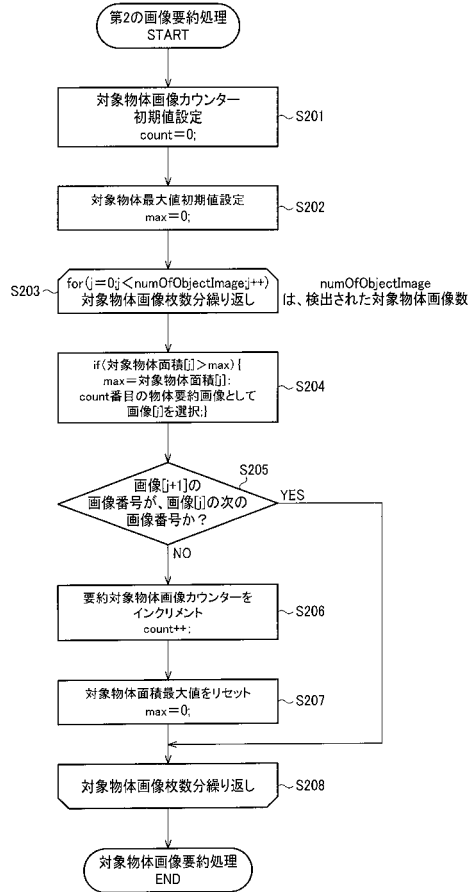 第2の画像要約処理
START
対象物体画像カウンター
初期値設定
count=0;
S201
対象物体最大値初期値設定
max=0;
S202
S203
for(j=0;j<numOfObjectImage;j++)
対象物体画像枚数分繰り返し
numOfObjectImage
は、検出された対象物体画像数
if(対象物体面積[j]>max){
max=対象物体面積[j]:
count番目の物体要約画像として
画像[j]を選択;}
S204
S205
画像[j+1]の
画像番号が、画像[j]の次の
画像番号か?
YES
NO
要約対象物体画像カウンターを
インクリメント
count++;
S206
対象物体面積最大値をリセット
max=0;
S207
対象物体画像枚数分繰り返し
S208
対象物体画像要約処理
END